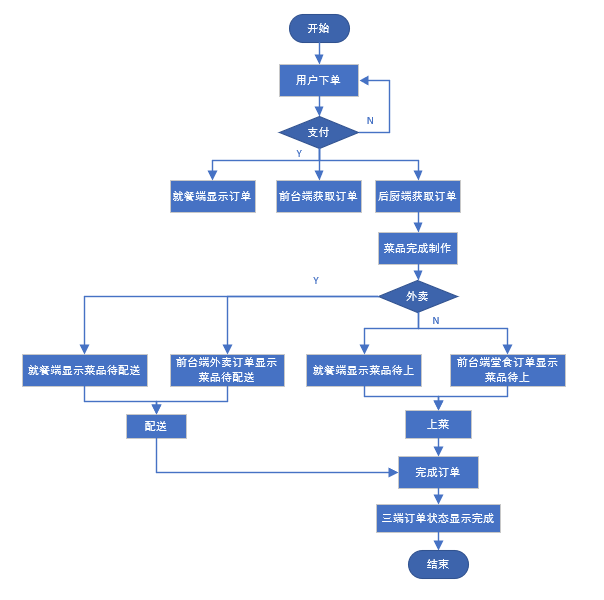 开始
用户下单
支付
N
Y
就餐端显示订单
前台端获取订单
后厨端获取订单
菜品完成制作
Y
外卖
N
就餐端显示菜品待配送
前台端外卖订单显示
菜品待配送
就餐端显示菜品待上
前台端堂食订单显示
菜品待上
配送
上菜
完成订单
三端订单状态显示完成
结束